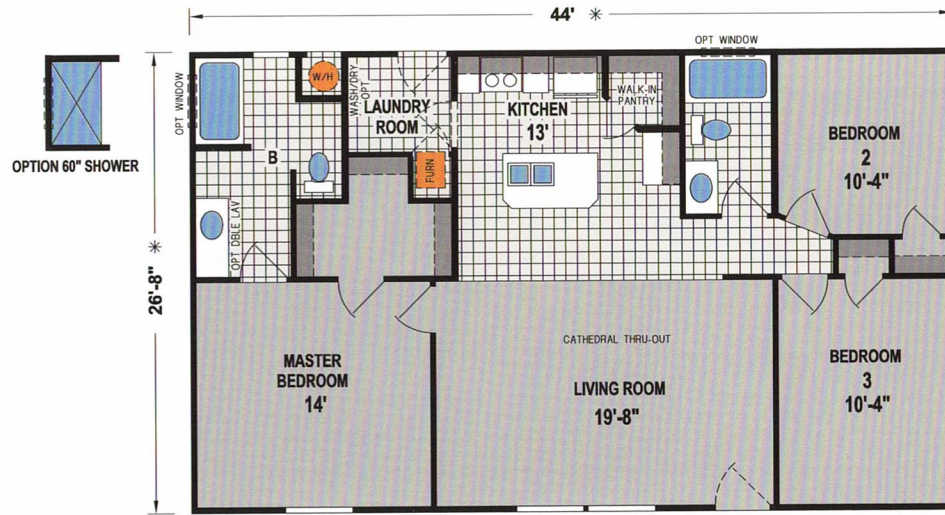 44' *
OPT WINDOW
OPT WINDOW
W/H
WASH/DRY
OPT
LAUNDRY
ROOM
KITCHEN
13'
WALK-IN
PANTRY
BEDROOM
2
10'-4"
OPTION 60" SHOWER
B
FURN
OPT DBLE LAV
26'-8" *
MASTER
BEDROOM
14'
CATHEDRAL THRU-OUT
LIVING ROOM
19'-8"
BEDROOM
3
10'-4"